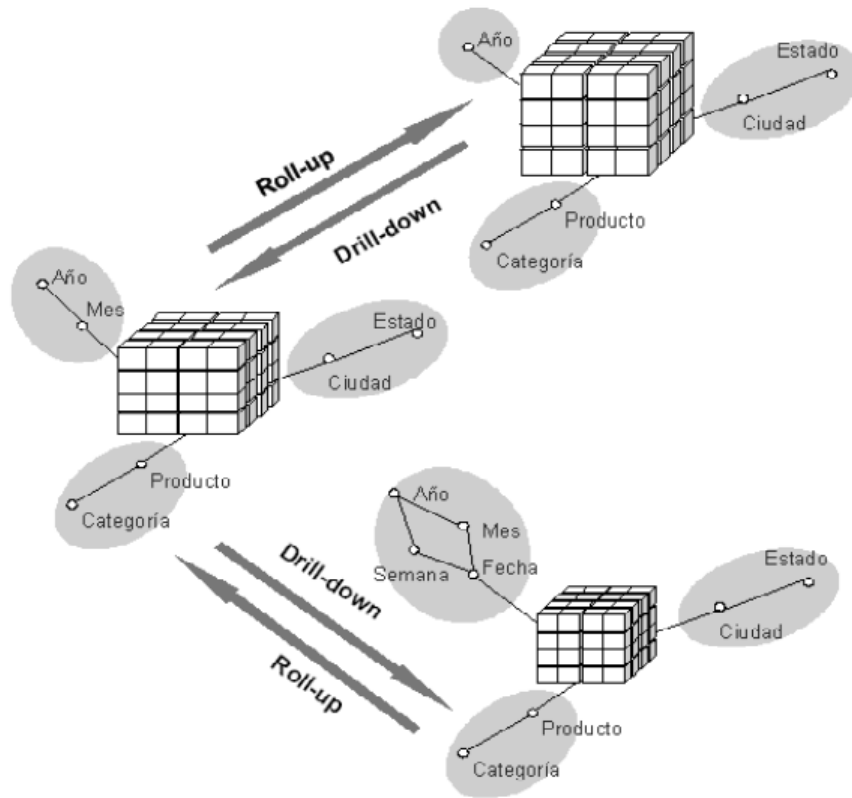 Año
Estado
Ciudad
Roll-up
Drill-down
Producto
Categoría
Año
Mes
Estado
Ciudad
Producto
Categoría
Año
Mes
Semana
Fecha
Estado
Ciudad
Drill-down
Roll-up
Producto
Categoría